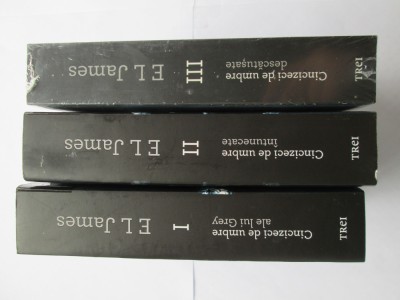 Cincizeci de umbre
descătușate
III
E L James
TREI
Cincizeci de umbre
întunecate
II
E L James
TREI
Cincizeci de umbre
ale lui Grey
I
E L James
TREI